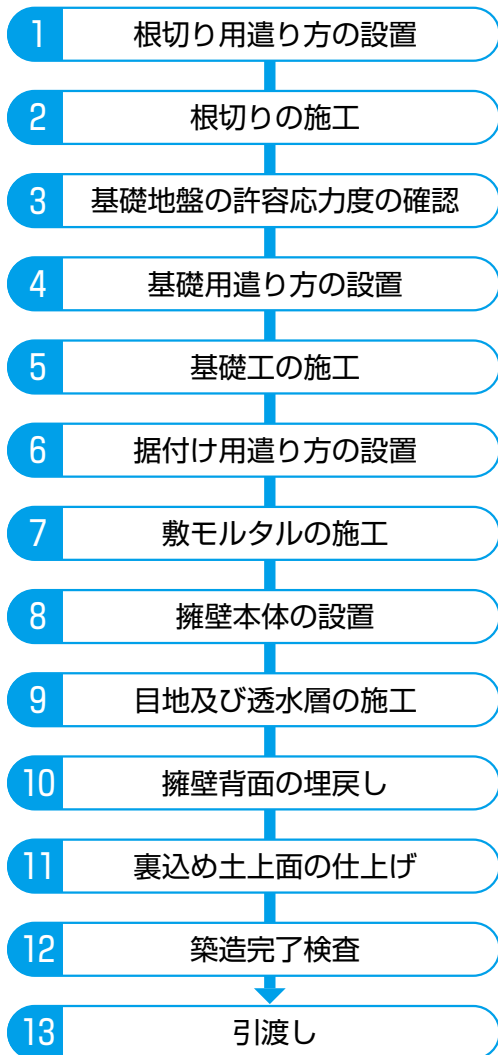 1 根切り用遣り方の設置
2 根切りの施工
3 基礎地盤の許容応力度の確認
4 基礎用遣り方の設置
5 基礎工の施工
6 据付け用遣り方の設置
7 敷モルタルの施工
8 擁壁本体の設置
9 目地及び透水層の施工
10 擁壁背面の埋戻し
11 裏込め土上面の仕上げ
12 築造完了検査
13 引渡し